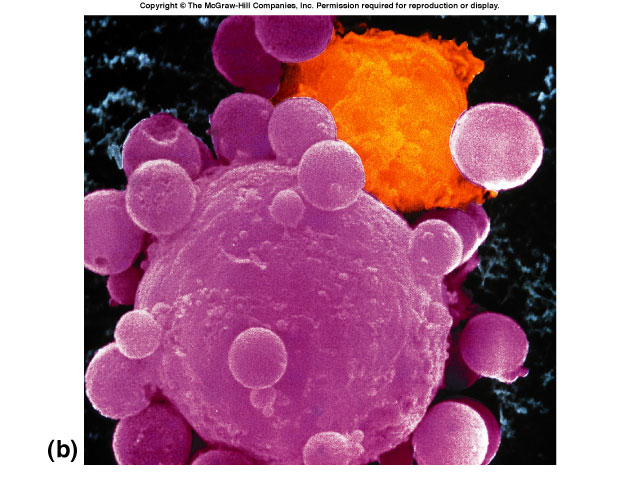 Copyright © The McGraw-Hill Companies, Inc. Permission required for reproduction or display.
(b)